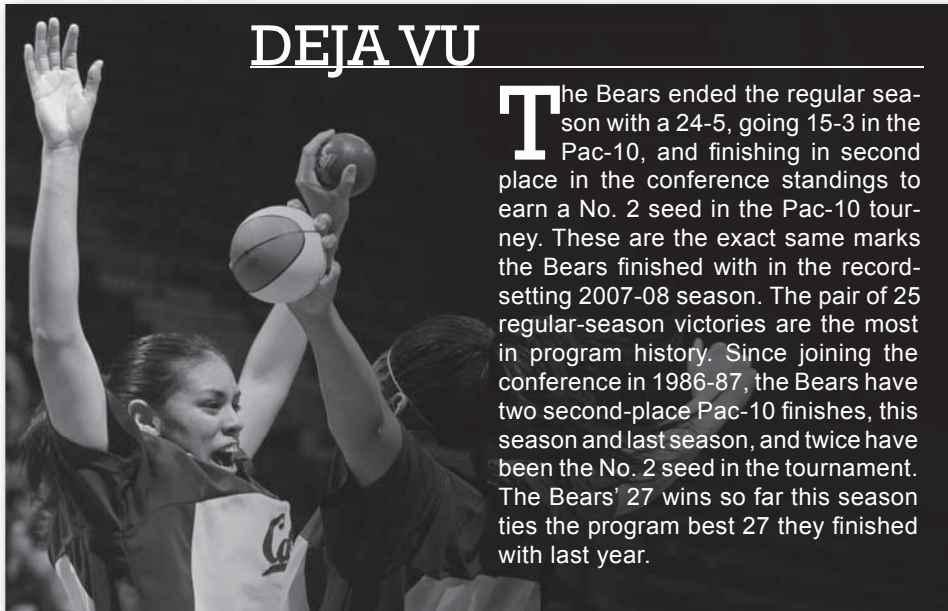 DEJA VU
The Bears ended the regular sea-
son with a 24-5, going 15-3 in the
Pac-10, and finishing in second
place in the conference standings to
earn a No. 2 seed in the Pac-10 tour-
ney. These are the exact same marks
the Bears finished with in the record-
setting 2007-08 season. The pair of 25
regular-season victories are the most
in program history. Since joining the
conference in 1986-87, the Bears have
two second-place Pac-10 finishes, this
season and last season, and twice have
been the No. 2 seed in the tournament.
The Bears' 27 wins so far this season
ties the program best 27 they finished
with last year.